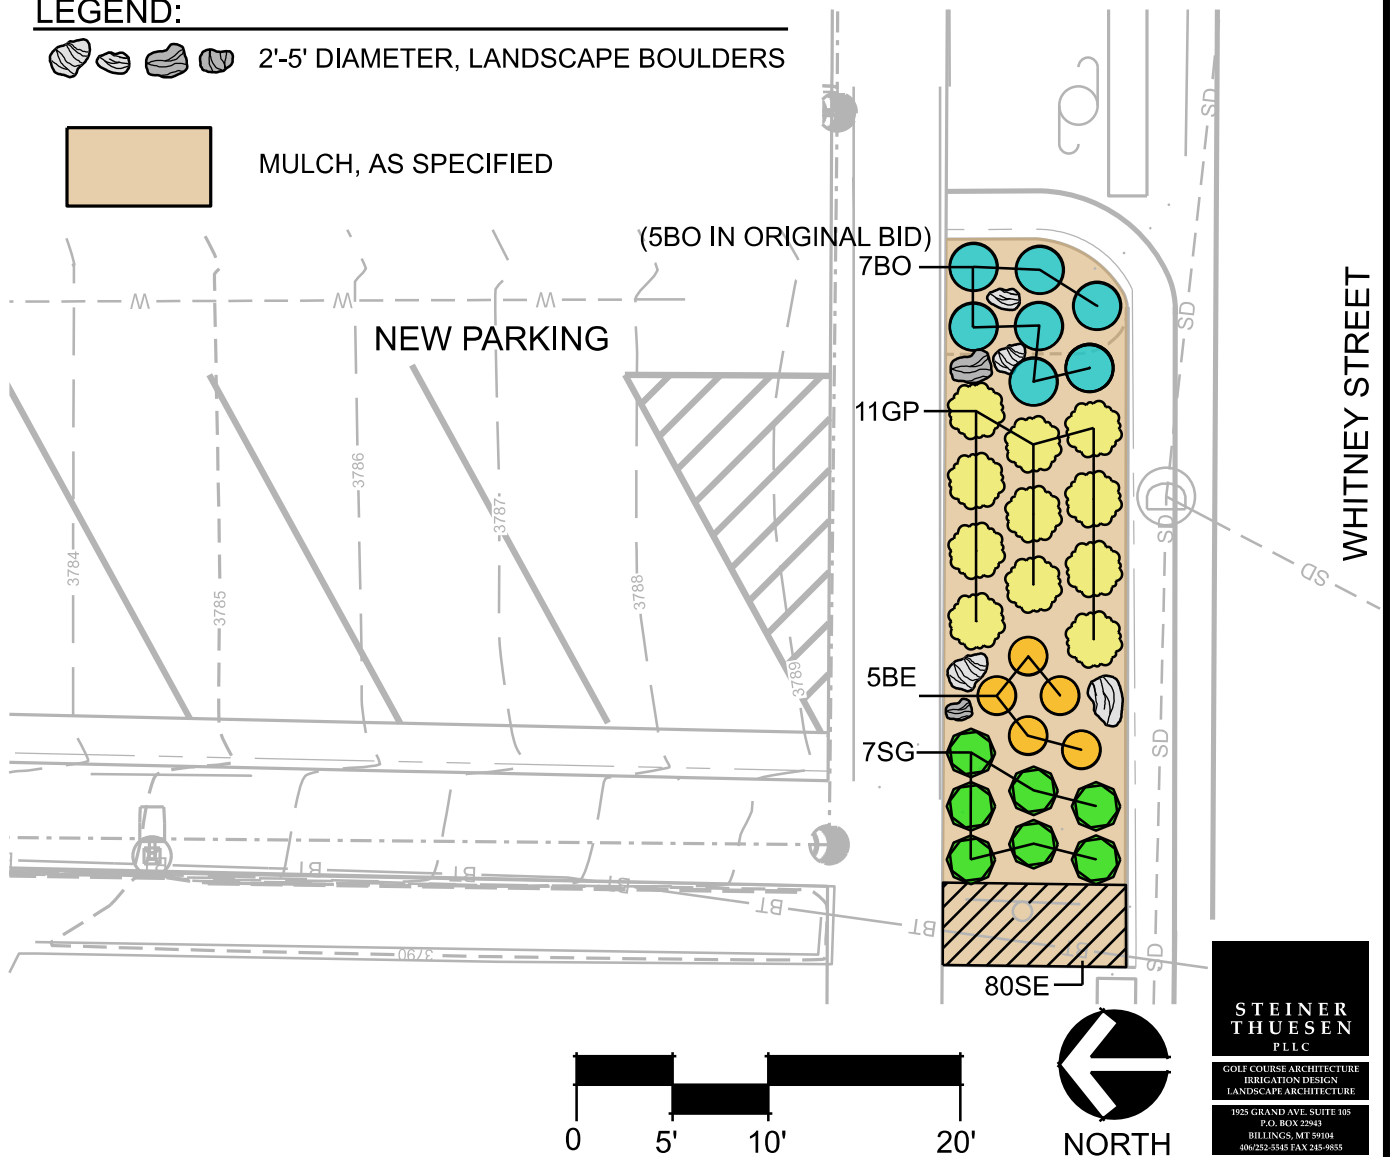 LEGEND:
2'-5' DIAMETER, LANDSCAPE BOULDERS
MULCH, AS SPECIFIED
(5BO IN ORIGINAL BID)
7BO
W
W
W
NEW PARKING
11GP
WHITNEY STREET
SD
SD
SD
SD
SD
SD
3784
3785
3786
3787
3788
3789
3790
5BE
7SG
BT
BT
BT
BT
BT
BT
80SE
0 5' 10' 20'
NORTH
STEINER
THUESEN
PLLC
GOLF COURSE ARCHITECTURE
IRRIGATION DESIGN
LANDSCAPE ARCHITECTURE
1925 GRAND AVE. SUITE 105
P.O. BOX 22943
BILLINGS, MT 59104
406/252-5545 FAX 245-9855